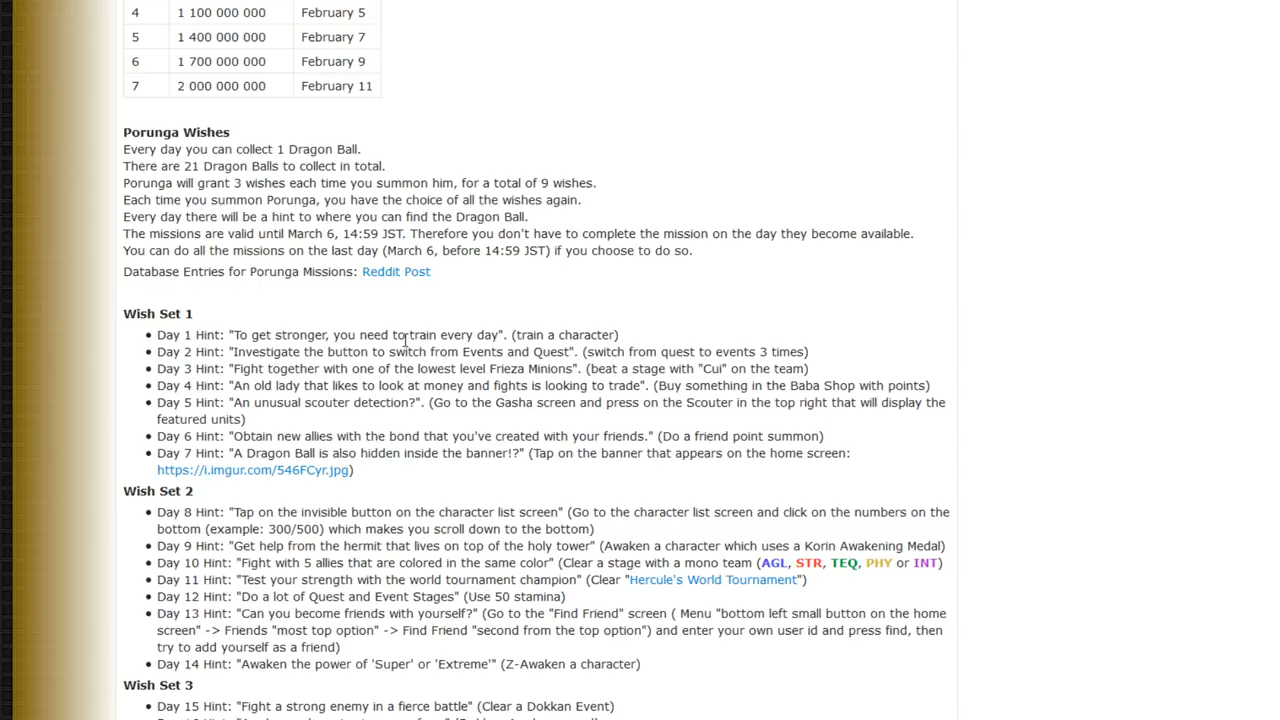 4 1 100 000 000 February 5
5 1 400 000 000 February 7
6 1 700 000 000 February 9
7 2 000 000 000 February 11
Porunga Wishes
Every day you can collect 1 Dragon Ball.
There are 21 Dragon Balls to collect in total.
Porunga will grant 3 wishes each time you summon him, for a total of 9 wishes.
Each time you summon Porunga, you have the choice of all the wishes again.
Every day there will be a hint to where you can find the Dragon Ball.
The missions are valid until March 6, 14:59 JST. Therefore you don't have to complete the mission on the day they become available.
You can do all the missions on the last day (March 6, before 14:59 JST) if you choose to do so.
Database Entries for Porunga Missions: Reddit Post
Wish Set 1
• Day 1 Hint: "To get stronger, you need to train every day". (train a character)
• Day 2 Hint: "Investigate the button to switch from Events and Quest". (switch from quest to events 3 times)
• Day 3 Hint: "Fight together with one of the lowest level Frieza Minions". (beat a stage with "Cui" on the team)
• Day 4 Hint: "An old lady that likes to look at money and fights is looking to trade". (Buy something in the Baba Shop with points)
• Day 5 Hint: "An unusual scouter detection?". (Go to the Gasha screen and press on the Scouter in the top right that will display the
featured units)
• Day 6 Hint: "Obtain new allies with the bond that you've created with your friends." (Do a friend point summon)
• Day 7 Hint: "A Dragon Ball is also hidden inside the banner!?" (Tap on the banner that appears on the home screen:
https://i.imgur.com/546FCyr.jpg)
Wish Set 2
• Day 8 Hint: "Tap on the invisible button on the character list screen" (Go to the character list screen and click on the numbers on the
bottom (example: 300/500) which makes you scroll down to the bottom)
• Day 9 Hint: "Get help from the hermit that lives on top of the holy tower" (Awaken a character which uses a Korin Awakening Medal)
• Day 10 Hint: "Fight with 5 allies that are colored in the same color" (Clear a stage with a mono team (AGL, STR, TEQ, PHY or INT)
• Day 11 Hint: "Test your strength with the world tournament champion" (Clear "Hercule's World Tournament")
• Day 12 Hint: "Do a lot of Quest and Event Stages" (Use 50 stamina)
• Day 13 Hint: "Can you become friends with yourself?" (Go to the "Find Friend" screen ( Menu "bottom left small button on the home
screen" -> Friends "most top option" -> Find Friend "second from the top option") and enter your own user id and press find, then
try to add yourself as a friend)
• Day 14 Hint: "Awaken the power of 'Super' or 'Extreme'" (Z-Awaken a character)
Wish Set 3
• Day 15 Hint: "Fight a strong enemy in a fierce battle" (Clear a Dokkan Event)